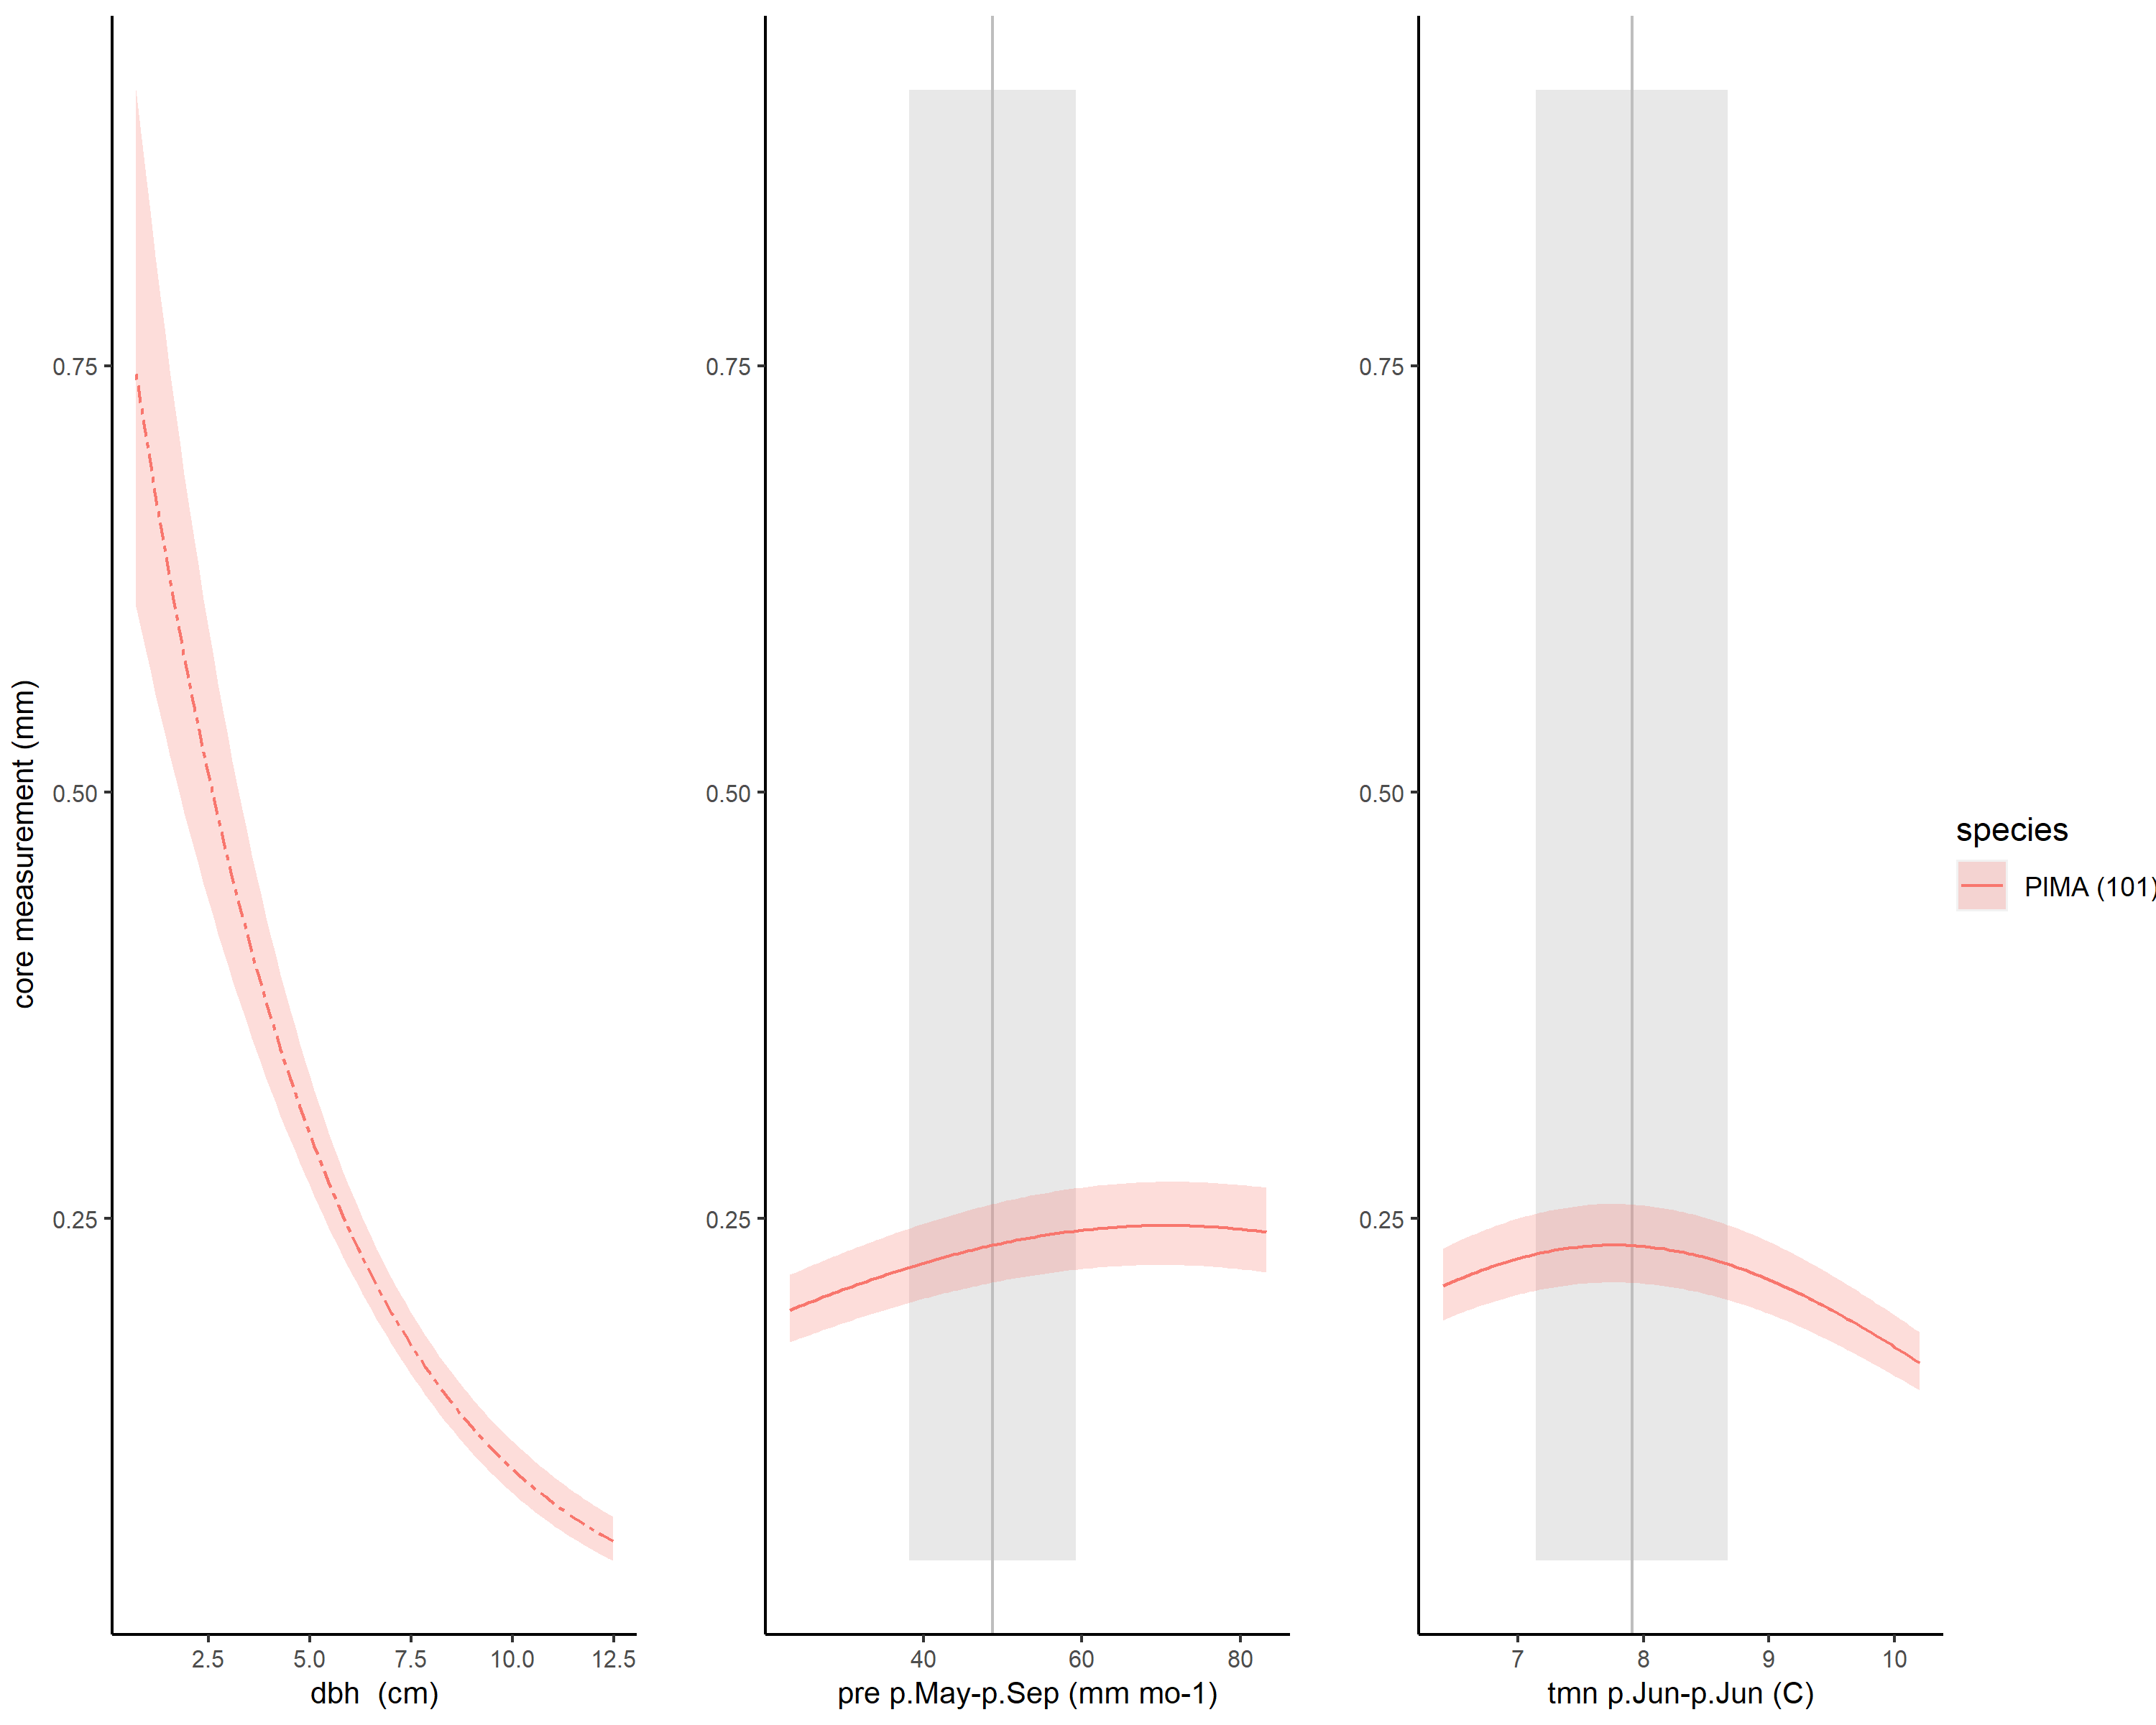 core measurement (mm)
0.75
0.50
0.25
2.5 5.0 7.5 10.0 12.5
dbh  (cm)
0.75
0.50
0.25
40 60 80
pre p.May-p.Sep (mm mo-1)
0.75
0.50
0.25
7 8 9 10
tmn p.Jun-p.Jun (C)
species
PIMA (101)